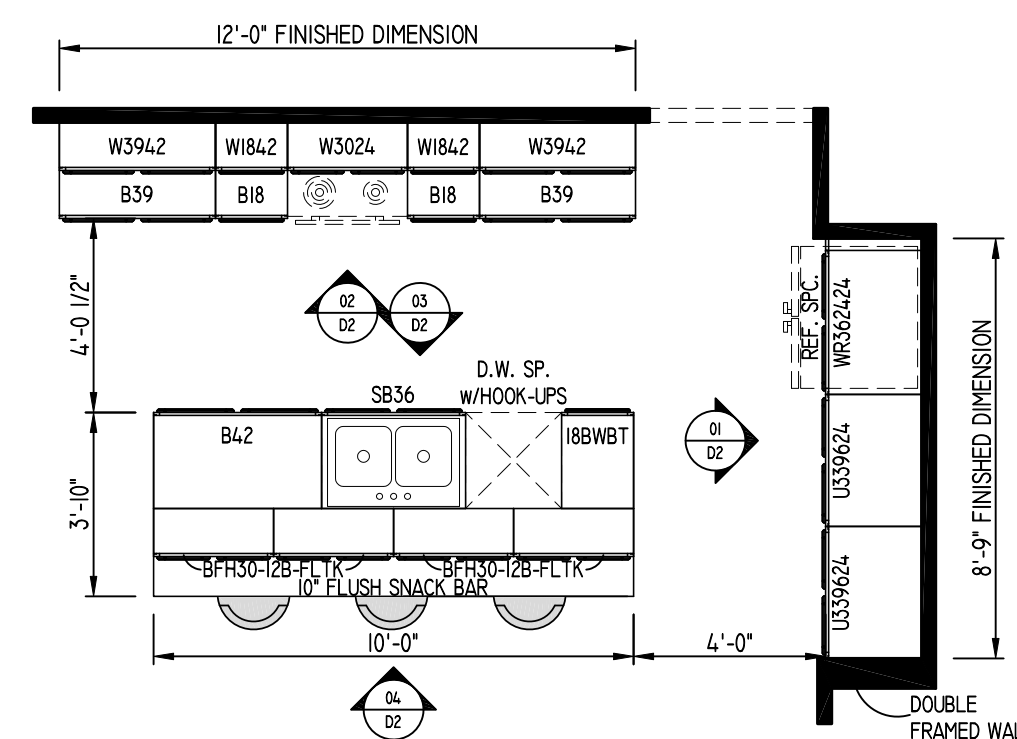 12'-0" FINISHED DIMENSION
W3942 W1842 W3024 W1842 W3942
B39 B18 B18 B39
4'-0 1/2"
02 03
D2 D2
REF. SPC.
WR362424
D.W. SP.
W/HOOK-UPS
SB36
B42 18BWBT
01
D2
U339624
8'-9" FINISHED DIMENSION
3'-10"
BFH30-12B-FLTK BFH30-12B-FLTK
10" FLUSH SNACK BAR
U339624
10'-0" 4'-0"
04
D2
DOUBLE
FRAMED WAL